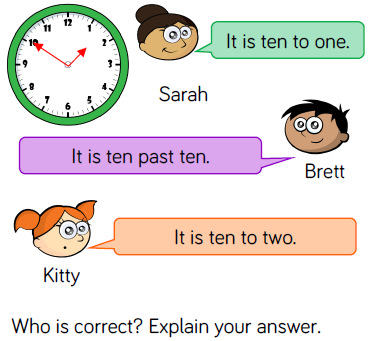 12
11
1
10
2
9
3
8
4
7
5
6
It is ten to one.
Sarah
It is ten past ten.
Brett
It is ten to two.
Kitty
Who is correct? Explain your answer.